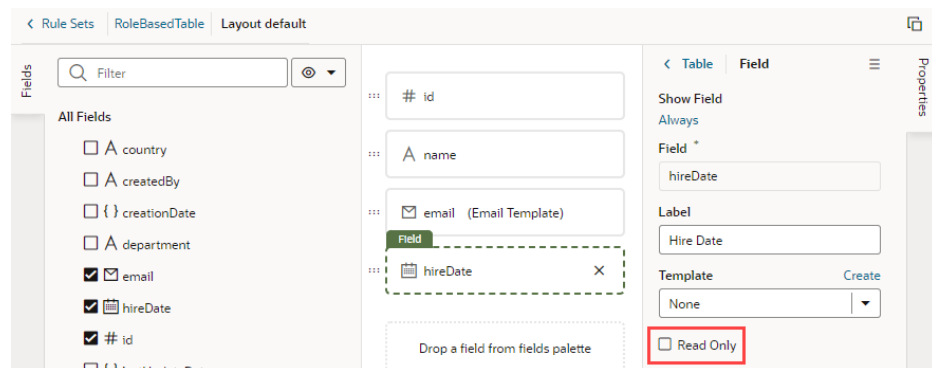 Rule Sets RoleBasedTable Layout default
Fields
Filter
All Fields
country
createdBy
{ } creationDate
department
email
hireDate
# id
# id
name
email (Email Template)
Field
hireDate
Drop a field from fields palette
Table Field
Show Field
Always
Field *
hireDate
Label
Hire Date
Template Create
None
Read Only
Properties